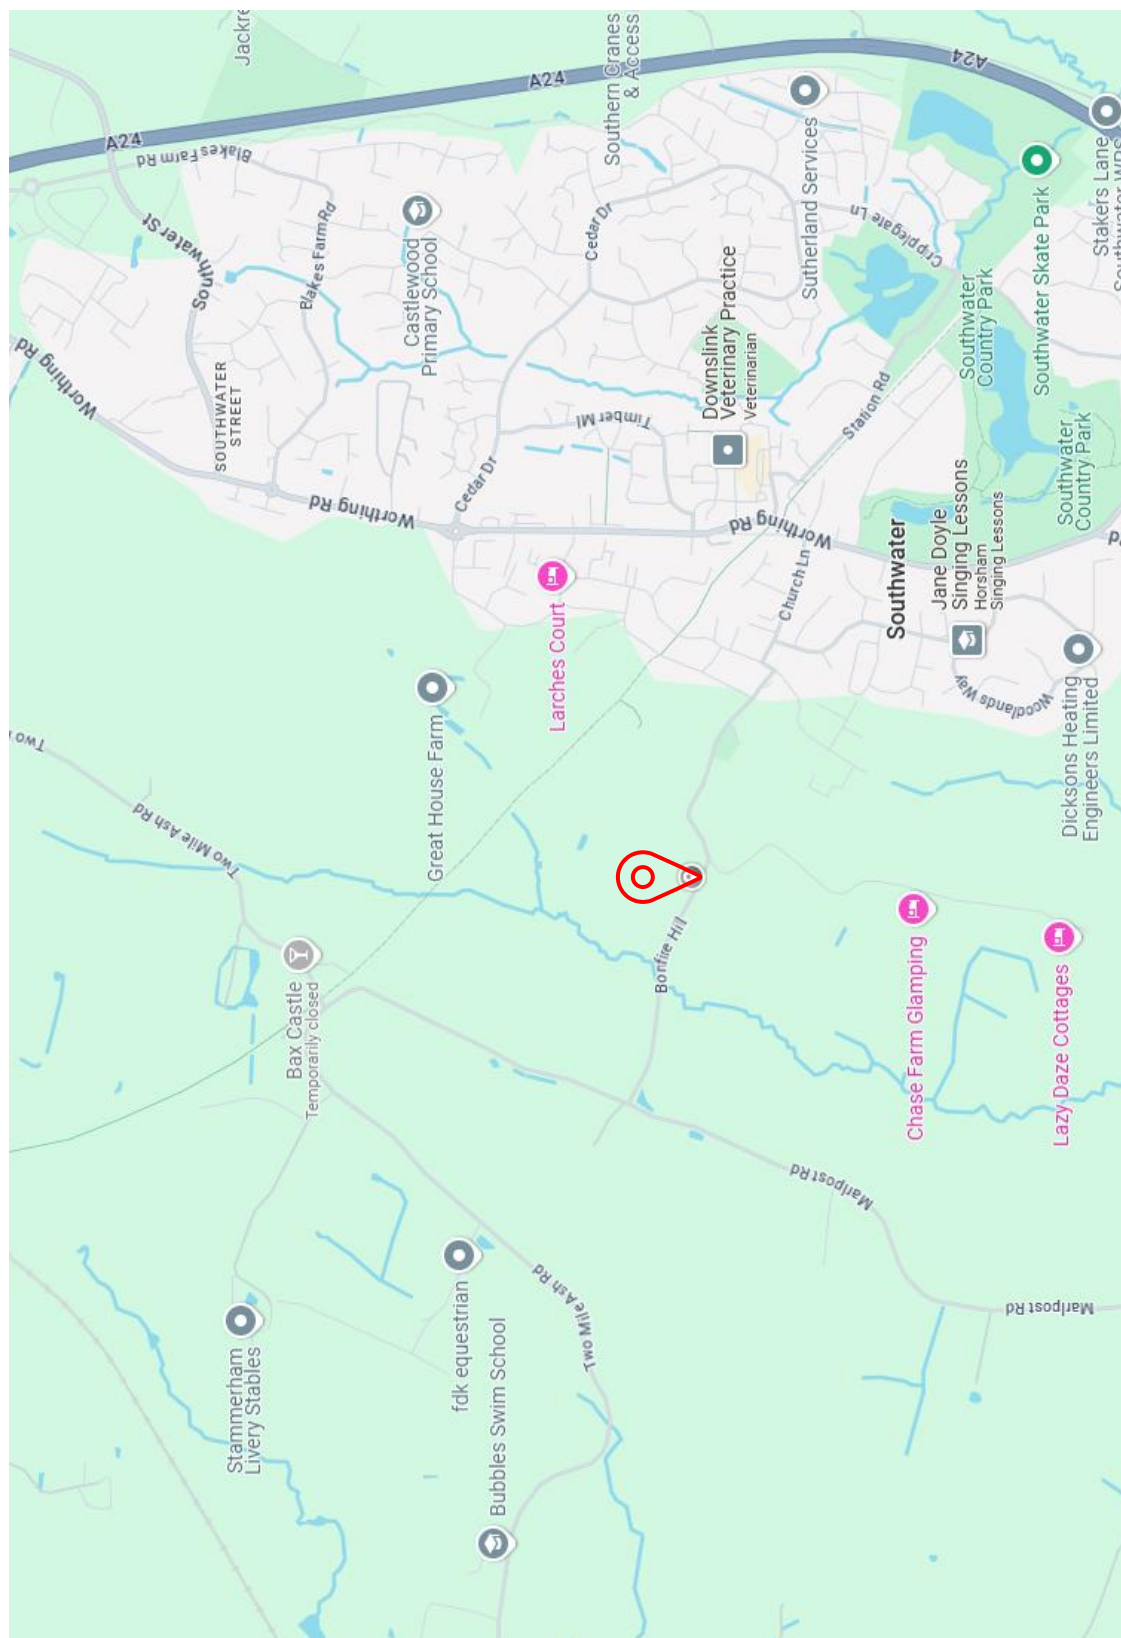 Jackre
A24
A24
A24
Southern Cranes
& Access
Blakes Farm Rd
Southwater St
Blakes Farm Rd
Castlewood
Primary School
Cedar Dr
Sutherland Services
Cripplegate Ln
Southwater Skate Park
Stakers Lane
Southwater WPS
Worthing Rd
SOUTHWATER
STREET
Downslink
Veterinary Practice
Veterinarian
Timber Ml
Station Rd
Southwater
Country Park
Southwater
Country Park
Cedar Dr
Worthing Rd
Worthing Rd
Church Ln
Southwater
Jane Doyle
Singing Lessons
Horsham
Singing Lessons
Larches Court
Woodlands Way
Dicksons Heating
Engineers Limited
Great House Farm
Two
Two Mile Ash Rd
Bonfire Hill
Bax Castle
Temporarily closed
Chase Farm Glamping
Lazy Daze Cottages
Marlpost Rd
Marlpost Rd
Two Mile Ash Rd
fdk equestrian
Stammerham
Livery Stables
Bubbles Swim School